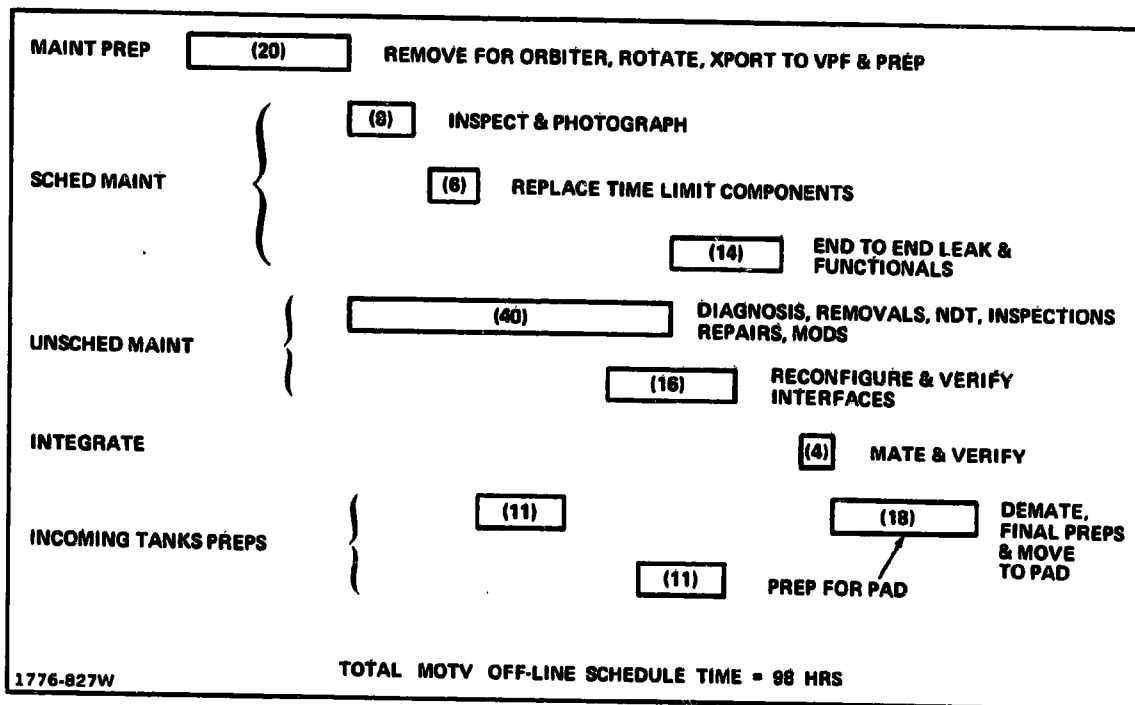 MAINT PREP (20) REMOVE FOR ORBITER, ROTATE, XPORT TO VPF & PREP
(8) INSPECT & PHOTOGRAPH
SCHED MAINT
(6) REPLACE TIME LIMIT COMPONENTS
(14) END TO END LEAK &
FUNCTIONALS
(40) DIAGNOSIS, REMOVALS, NDT, INSPECTIONS
REPAIRS, MODS
UNSCHED MAINT
(16) RECONFIGURE & VERIFY
INTERFACES
INTEGRATE (4) MATE & VERIFY
INCOMING TANKS PREPS
(11) (18) DEMATE,
FINAL PREPS
& MOVE
TO PAD
(11) PREP FOR PAD
1776-827W TOTAL MOTV OFF-LINE SCHEDULE TIME = 98 HRS